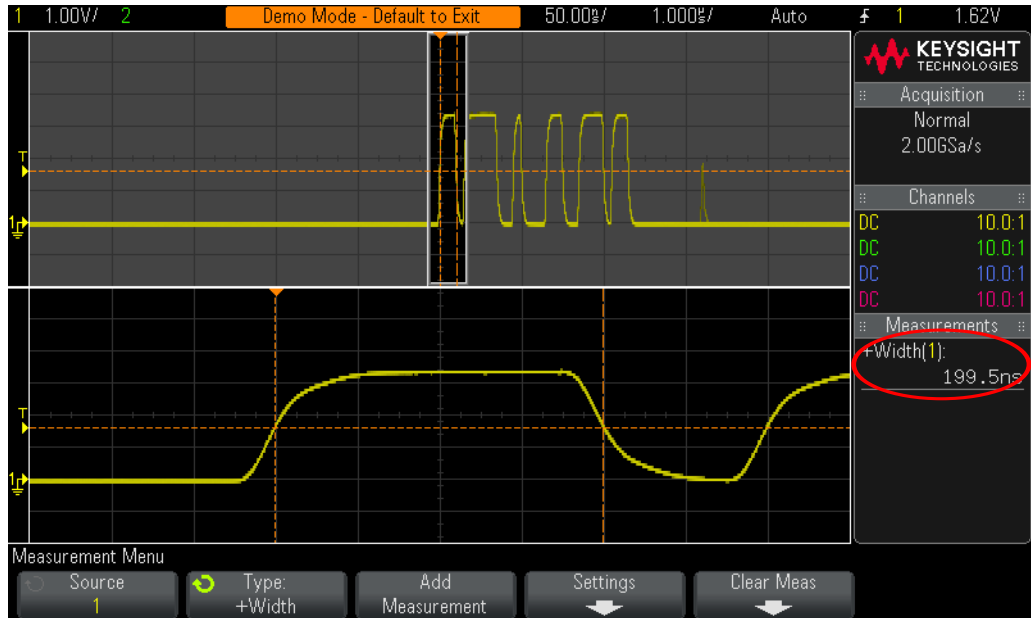 1 1.00V/ 2 Demo Mode - Default to Exit 50.00㎱/ 1.000㎲/ Auto 1 1.62V
KEYSIGHT
TECHNOLOGIES
Acquisition
Normal
2.00GSa/s
Channels
DC 10.0:1
DC 10.0:1
DC 10.0:1
DC 10.0:1
Measurements
+Width(1):
199.5ns
T
1
T
1
Measurement Menu
Source
1
Type:
+Width
Add
Measurement
Settings
Clear Meas